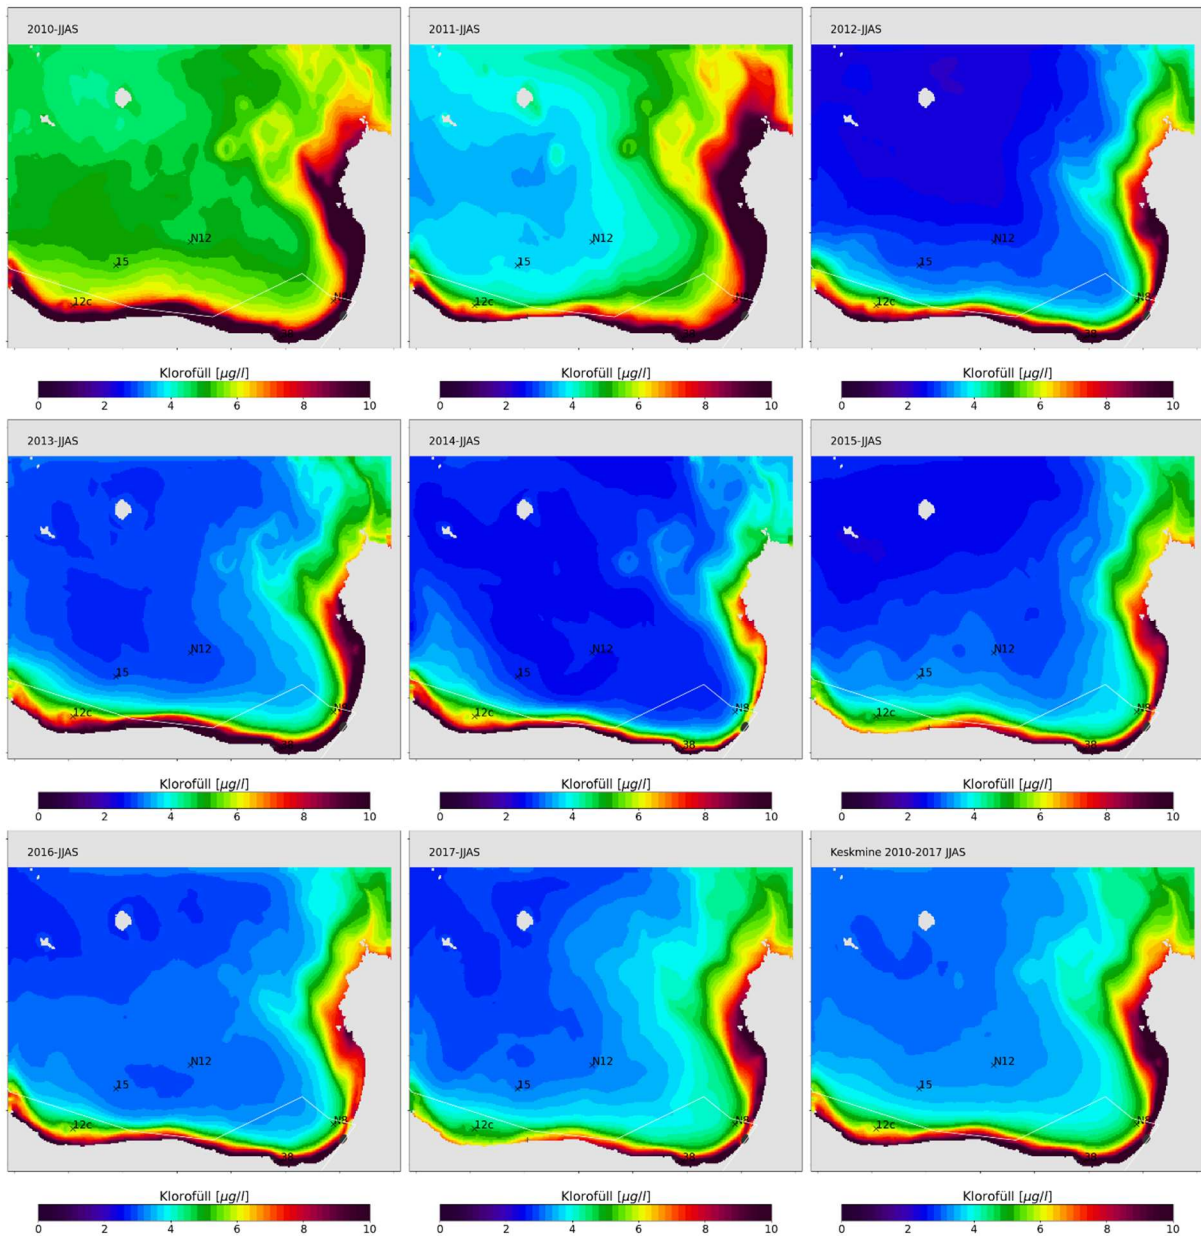 2010-JJAS
N12
15
12c
N8
38
Klorofüll [µg/l]
0 2 4 6 8 10
2011-JJAS
N12
15
12c
38
Klorofüll [µg/l]
0 2 4 6 8 10
2012-JJAS
N12
15
12c
N8
38
Klorofüll [µg/l]
0 2 4 6 8 10
2013-JJAS
N12
15
12c
N8
38
Klorofüll [µg/l]
0 2 4 6 8 10
2014-JJAS
N12
15
12c
N8
38
Klorofüll [µg/l]
0 2 4 6 8 10
2015-JJAS
N12
15
12c
N8
38
Klorofüll [µg/l]
0 2 4 6 8 10
2016-JJAS
N12
15
12c
N8
38
Klorofüll [µg/l]
0 2 4 6 8 10
2017-JJAS
N12
15
12c
N8
38
Klorofüll [µg/l]
0 2 4 6 8 10
Keskmine 2010-2017 JJAS
N12
15
12c
N8
38
Klorofüll [µg/l]
0 2 4 6 8 10